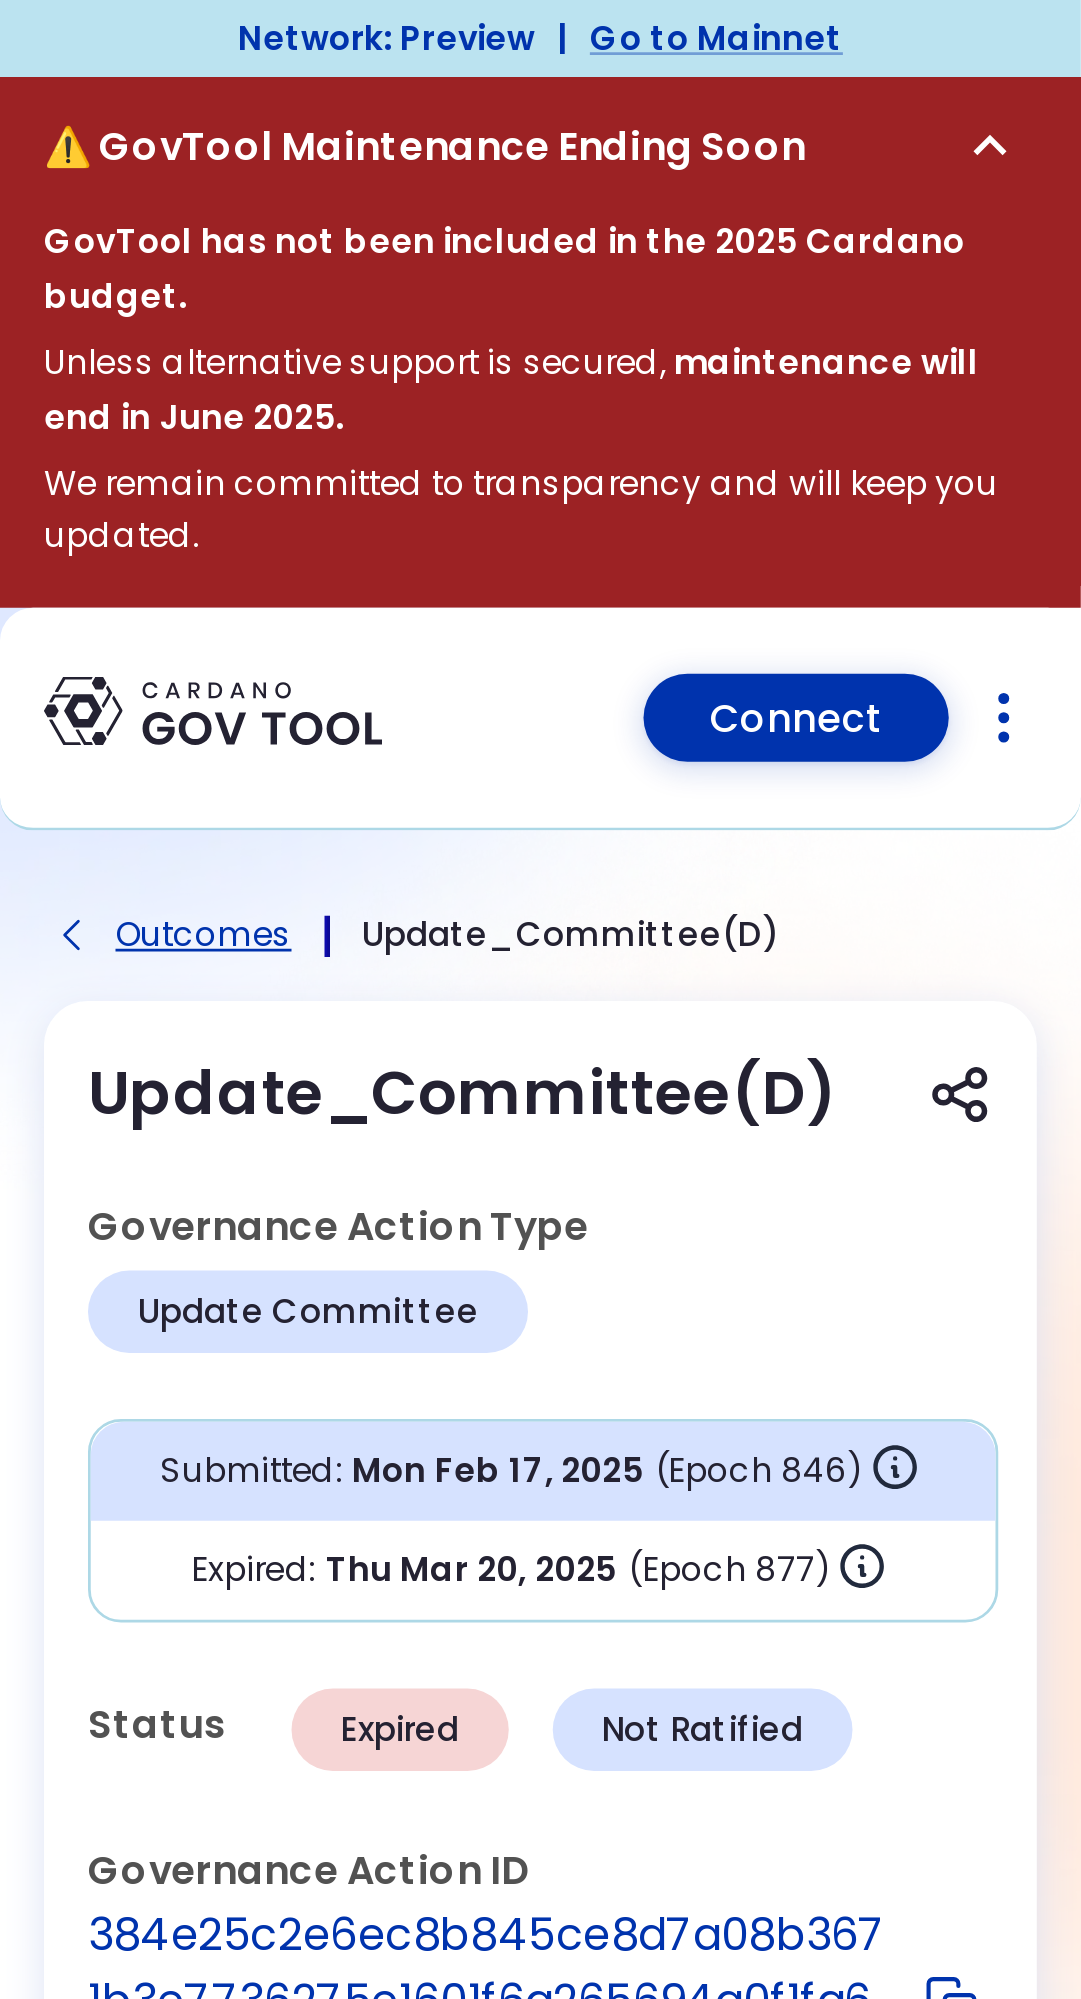 Network: Preview | Go to Mainnet
⚠️ GovTool Maintenance Ending Soon
GovTool has not been included in the 2025 Cardano
budget.
Unless alternative support is secured, maintenance will
end in June 2025.
We remain committed to transparency and will keep you
updated.
CARDANO
GOV TOOL
Connect
Outcomes | Update_Committee(D)
Update_Committee(D)
Governance Action Type
Update Committee
Submitted: Mon Feb 17, 2025 (Epoch 846)
Expired: Thu Mar 20, 2025 (Epoch 877)
Status Expired Not Ratified
Governance Action ID
384e25c2e6ec8b845ce8d7a08b367